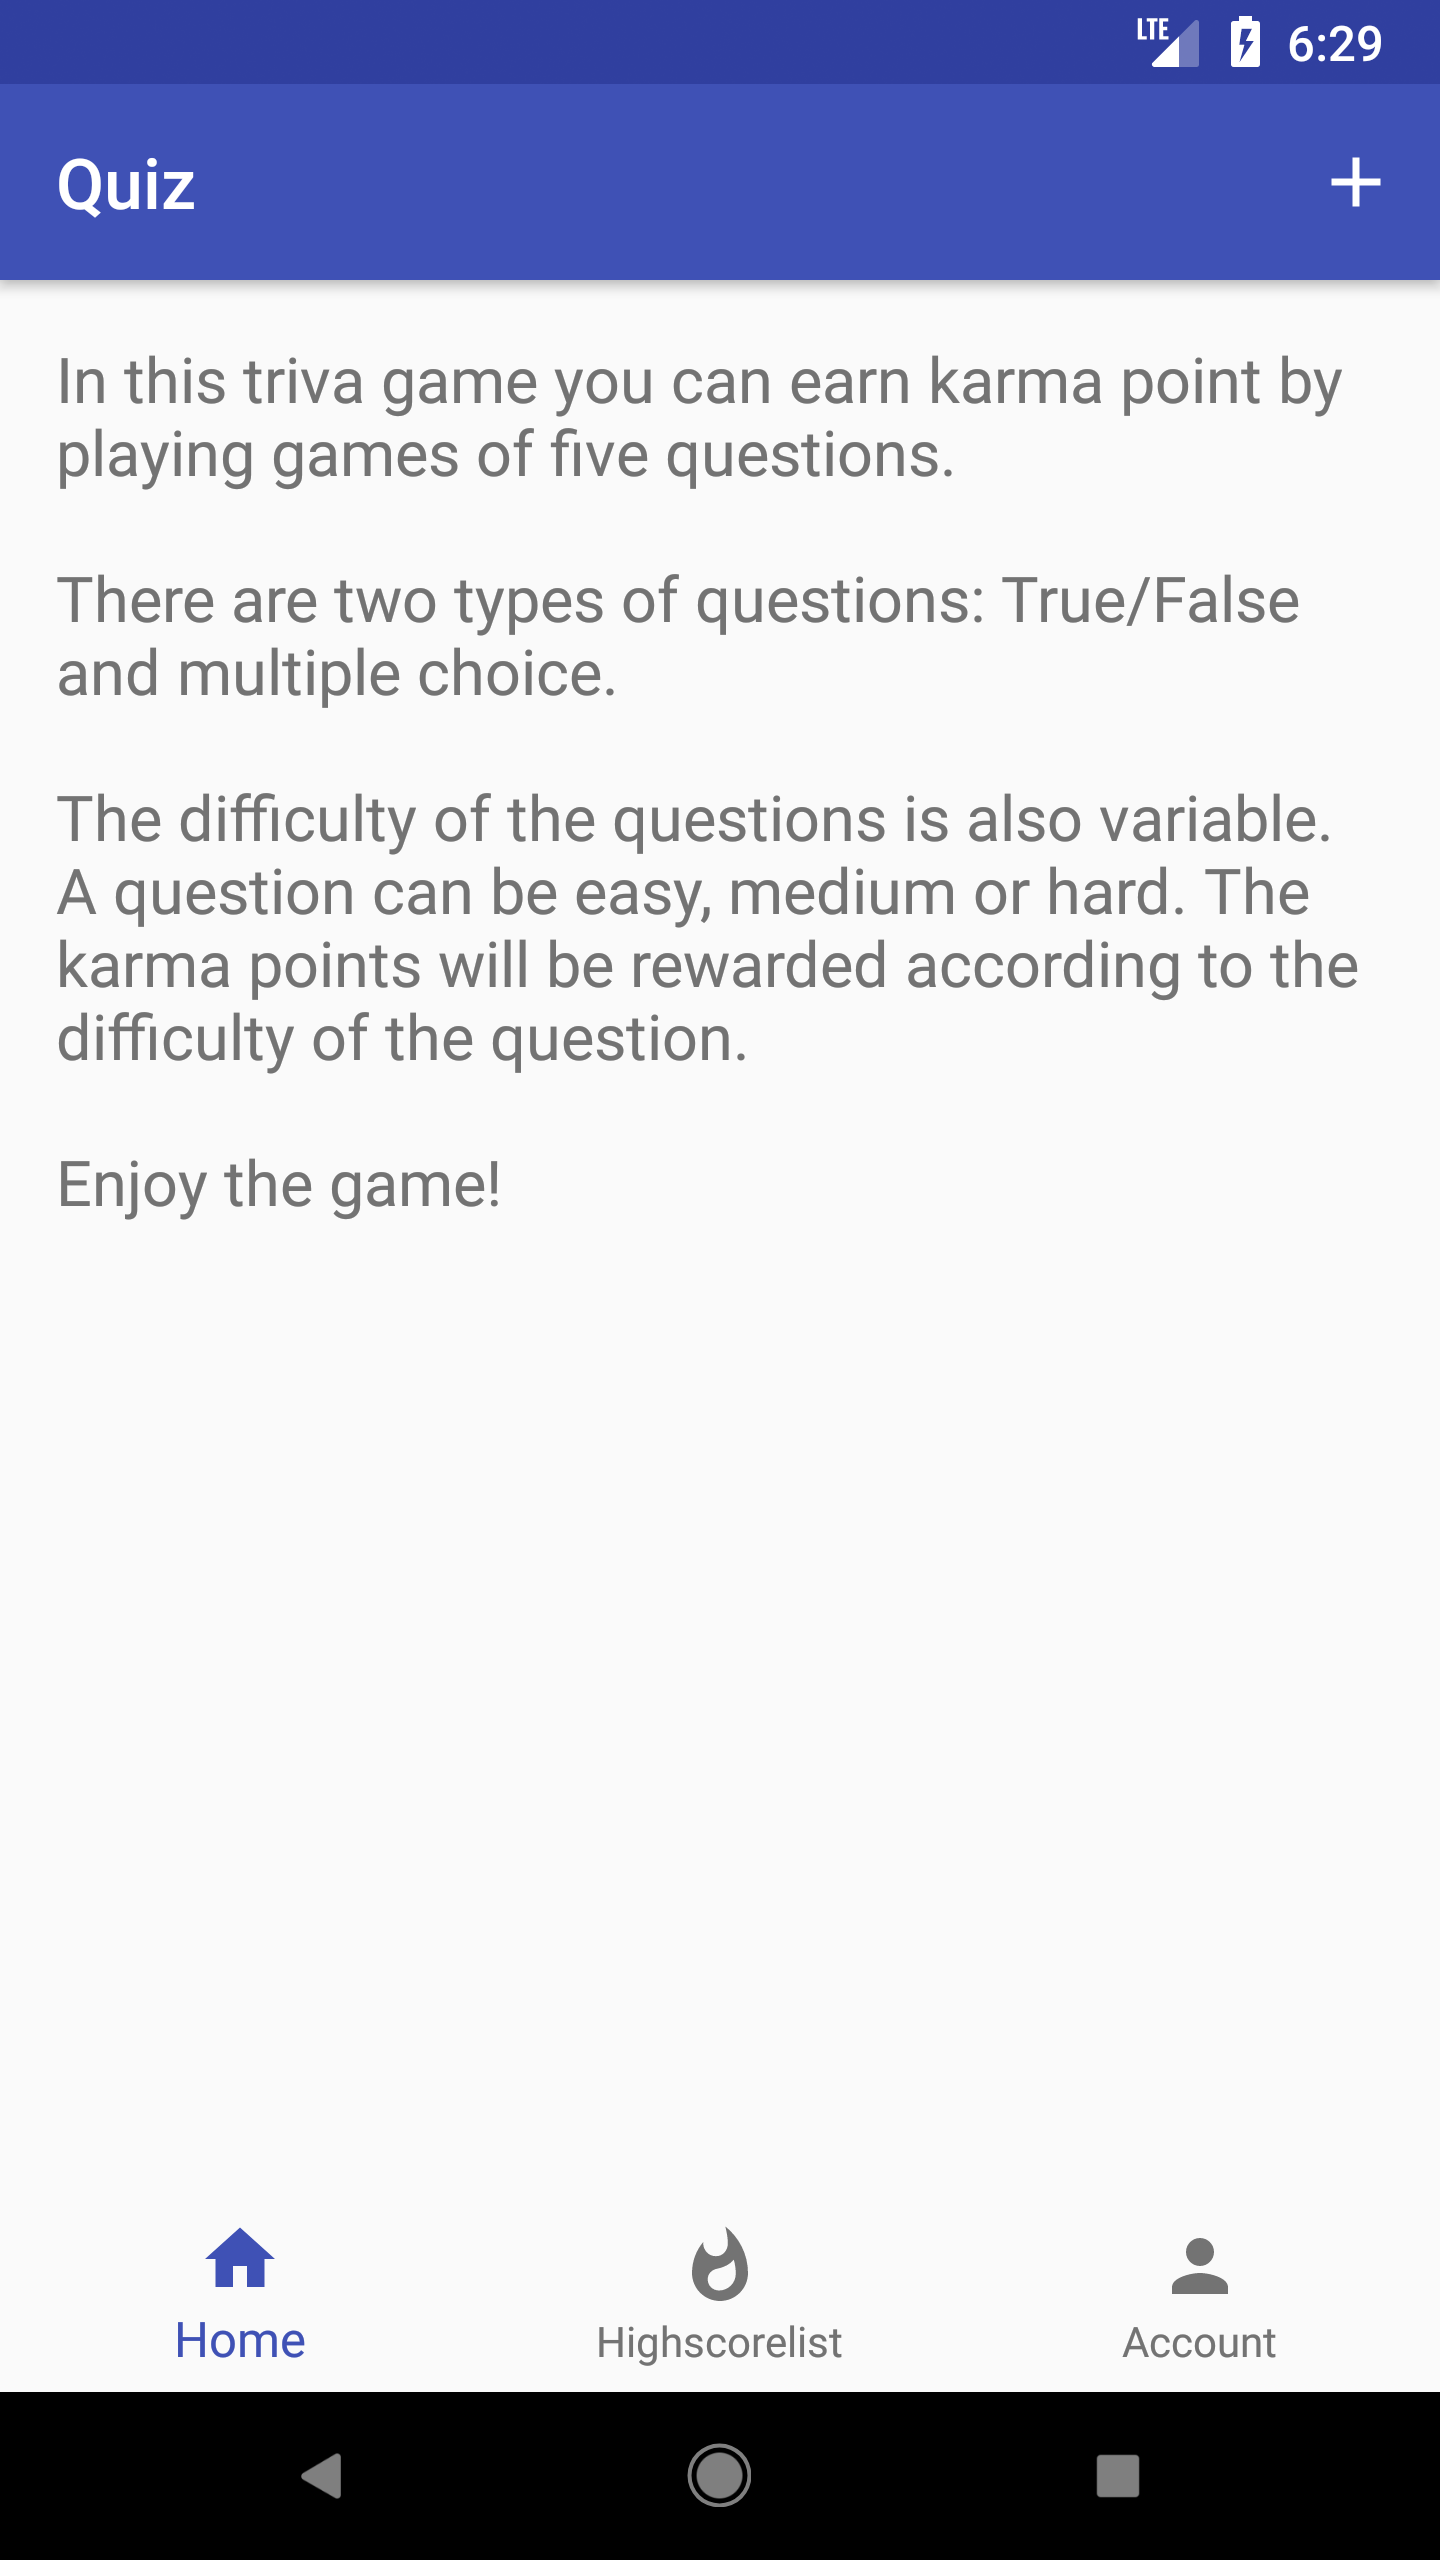 LTE 6:29
Quiz
In this triva game you can earn karma point by
playing games of five questions.
There are two types of questions: True/False
and multiple choice.
The difficulty of the questions is also variable.
A question can be easy, medium or hard. The
karma points will be rewarded according to the
difficulty of the question.
Enjoy the game!
Home Highscorelist Account